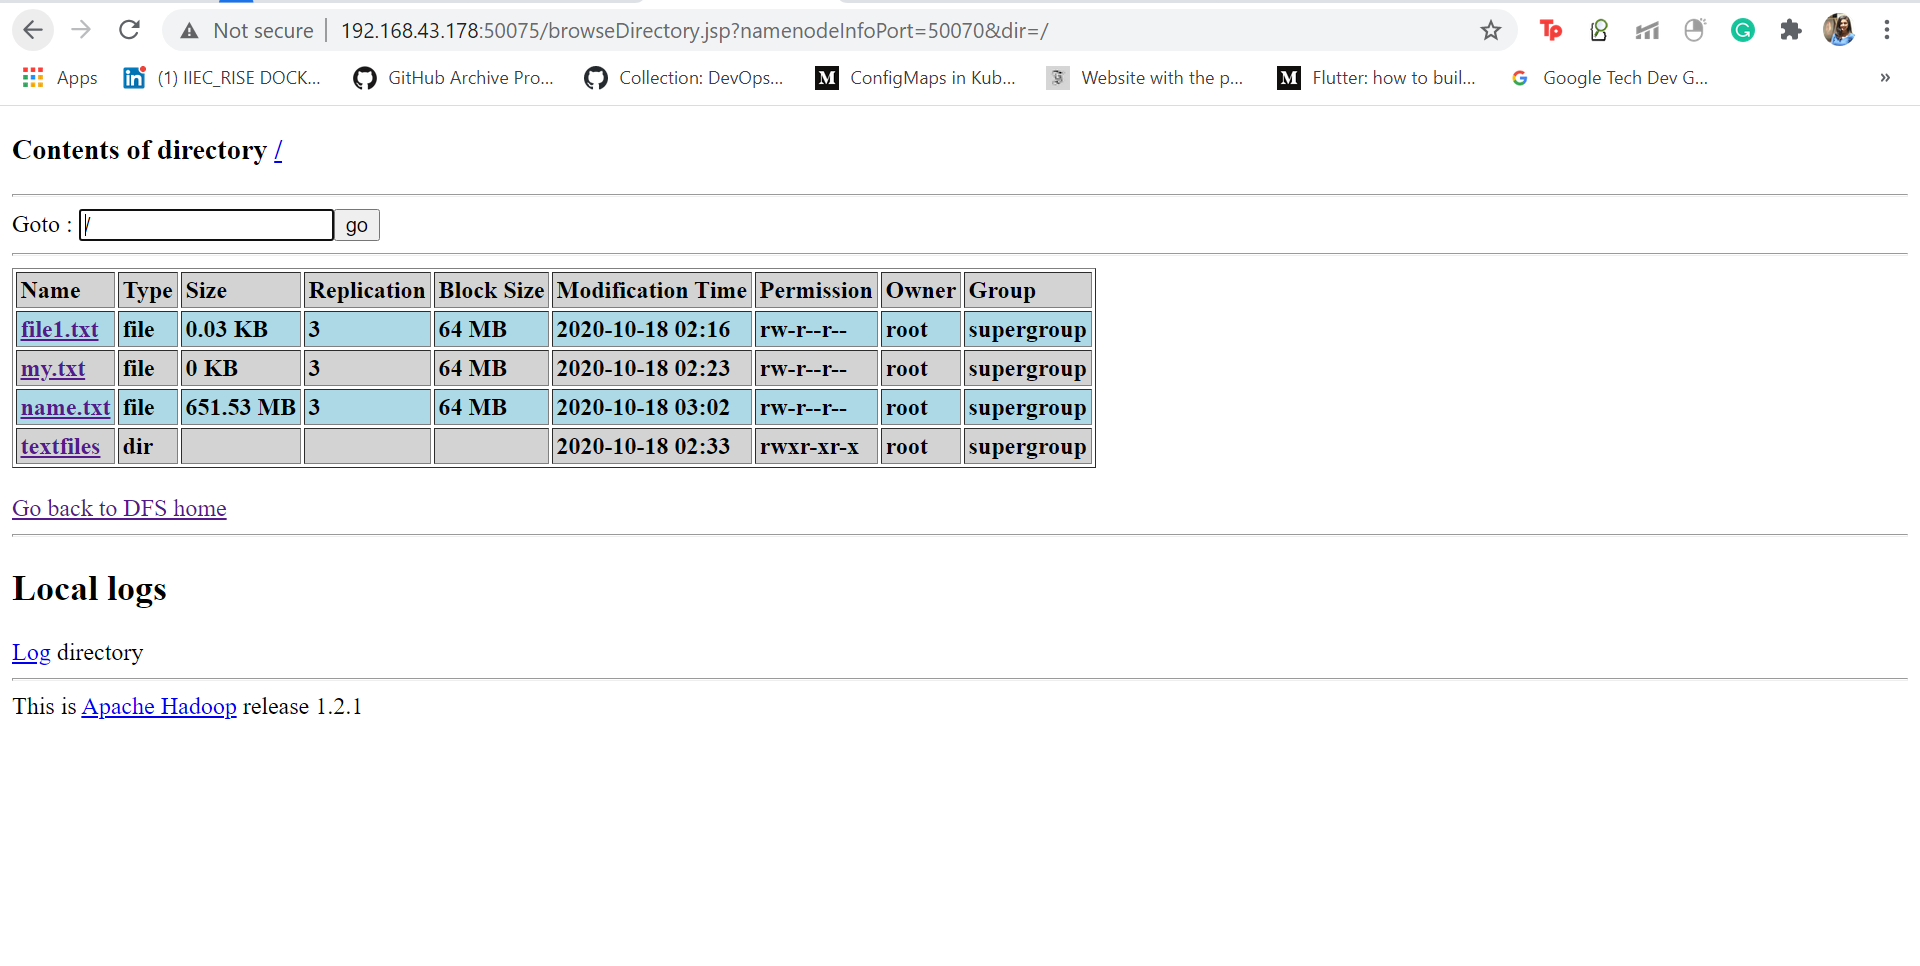 Not secure | 192.168.43.178:50075/browseDirectory.jsp?namenodeInfoPort=50070&dir=/
Apps (1) IIEC_RISE DOCK... GitHub Archive Pro... Collection: DevOps... ConfigMaps in Kub... Website with the p... Flutter: how to buil... Google Tech Dev G... »
Contents of directory /
Goto : / go
Name Type Size Replication Block Size Modification Time Permission Owner Group
file1.txt file 0.03 KB 3 64 MB 2020-10-18 02:16 rw-r--r-- root supergroup
my.txt file 0 KB 3 64 MB 2020-10-18 02:23 rw-r--r-- root supergroup
name.txt file 651.53 MB 3 64 MB 2020-10-18 03:02 rw-r--r-- root supergroup
textfiles dir 2020-10-18 02:33 rwxr-xr-x root supergroup
Go back to DFS home
Local logs
Log directory
This is Apache Hadoop release 1.2.1